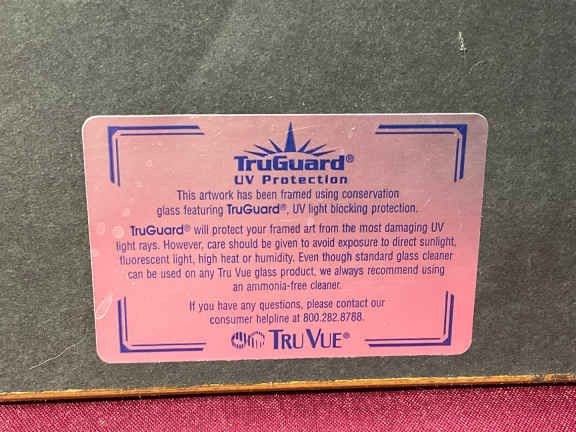 TruGuard®
UV Protection
This artwork has been framed using conservation
glass featuring TruGuard®, UV light blocking protection.
TruGuard® will protect your framed art from the most damaging UV
light rays. However, care should be given to avoid exposure to direct sunlight,
fluorescent light, high heat or humidity. Even though standard glass cleaner
can be used on any Tru Vue glass product, we always recommend using
an ammonia-free cleaner.
If you have any questions, please contact our
consumer helpline at 800.282.8788.
TRU VUE®